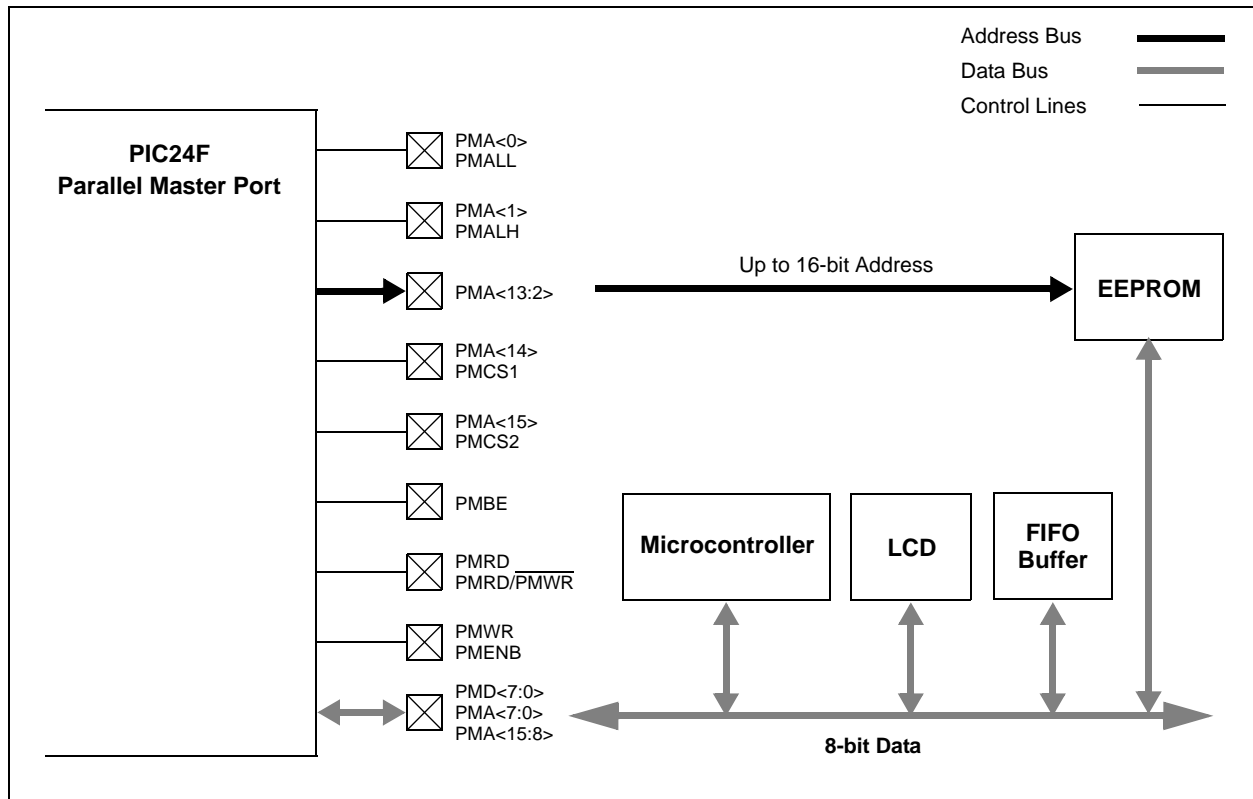 Address Bus
Data Bus
Control Lines
PIC24F
Parallel Master Port
PMA<0>
PMALL
PMA<1>
PMALH
PMA<13:2>
Up to 16-bit Address
EEPROM
PMA<14>
PMCS1
PMA<15>
PMCS2
PMBE
Microcontroller
LCD
FIFO
Buffer
PMRD
PMRD/PMWR
PMWR
PMENB
PMD<7:0>
PMA<7:0>
PMA<15:8>
8-bit Data